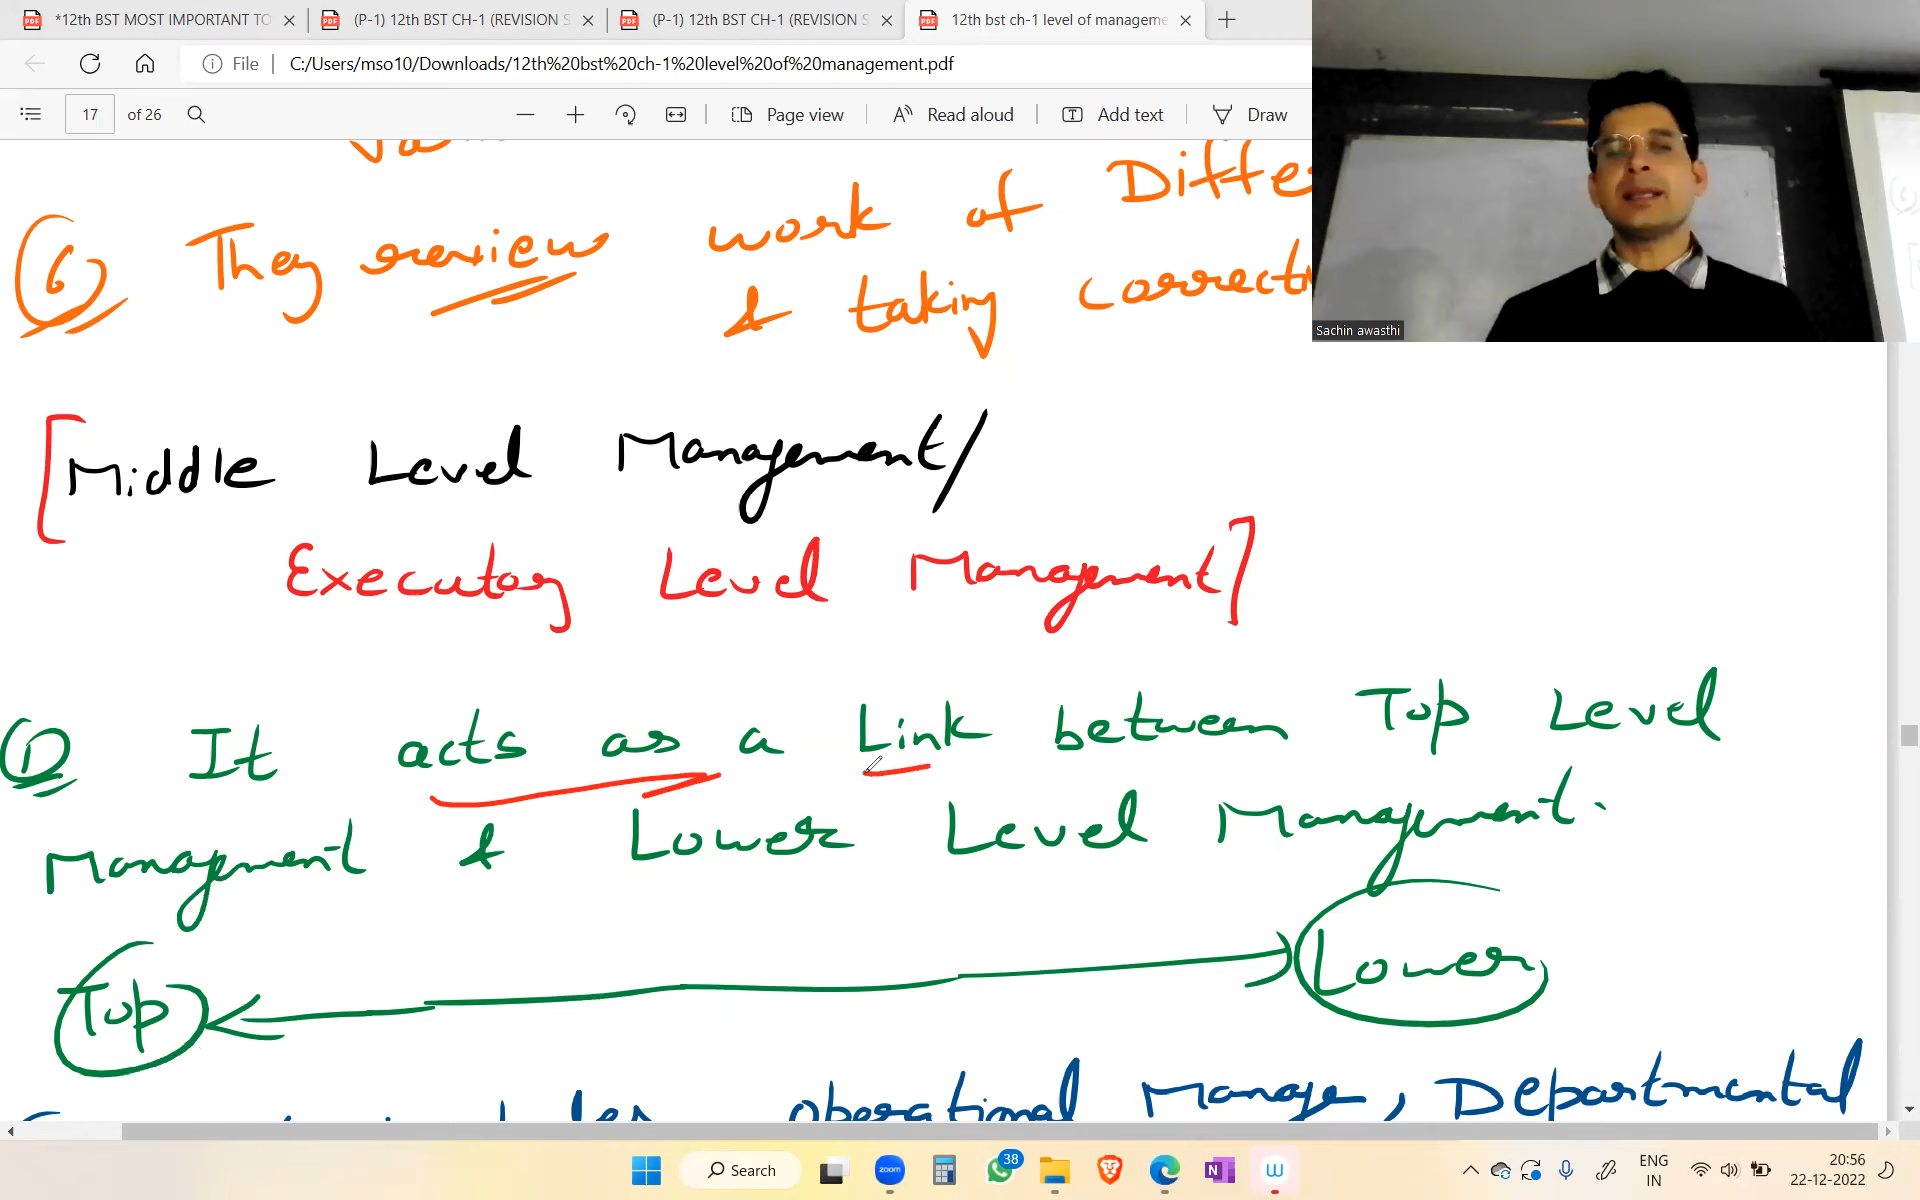 *12th BST MOST IMPORTANT TO
(P-1) 12th BST CH-1 (REVISION S
(P-1) 12th BST CH-1 (REVISION S
12th bst ch-1 level of manageme
File
C:/Users/mso10/Downloads/12th%20bst%20ch-1%20level%20of%20management.pdf
17 of 26
Page view
Read aloud
Add text
Draw
6 They review work of Diffe
& taking correcti
Sachin awasthi
[Middle Level Management/
Executory Level Management]
1 It acts as a Link between Top Level
Managment & Lower Level Managment.
Top Lower
operational Manage, Departmental
Search
zoom
38
ENG
IN
20:56
22-12-2022